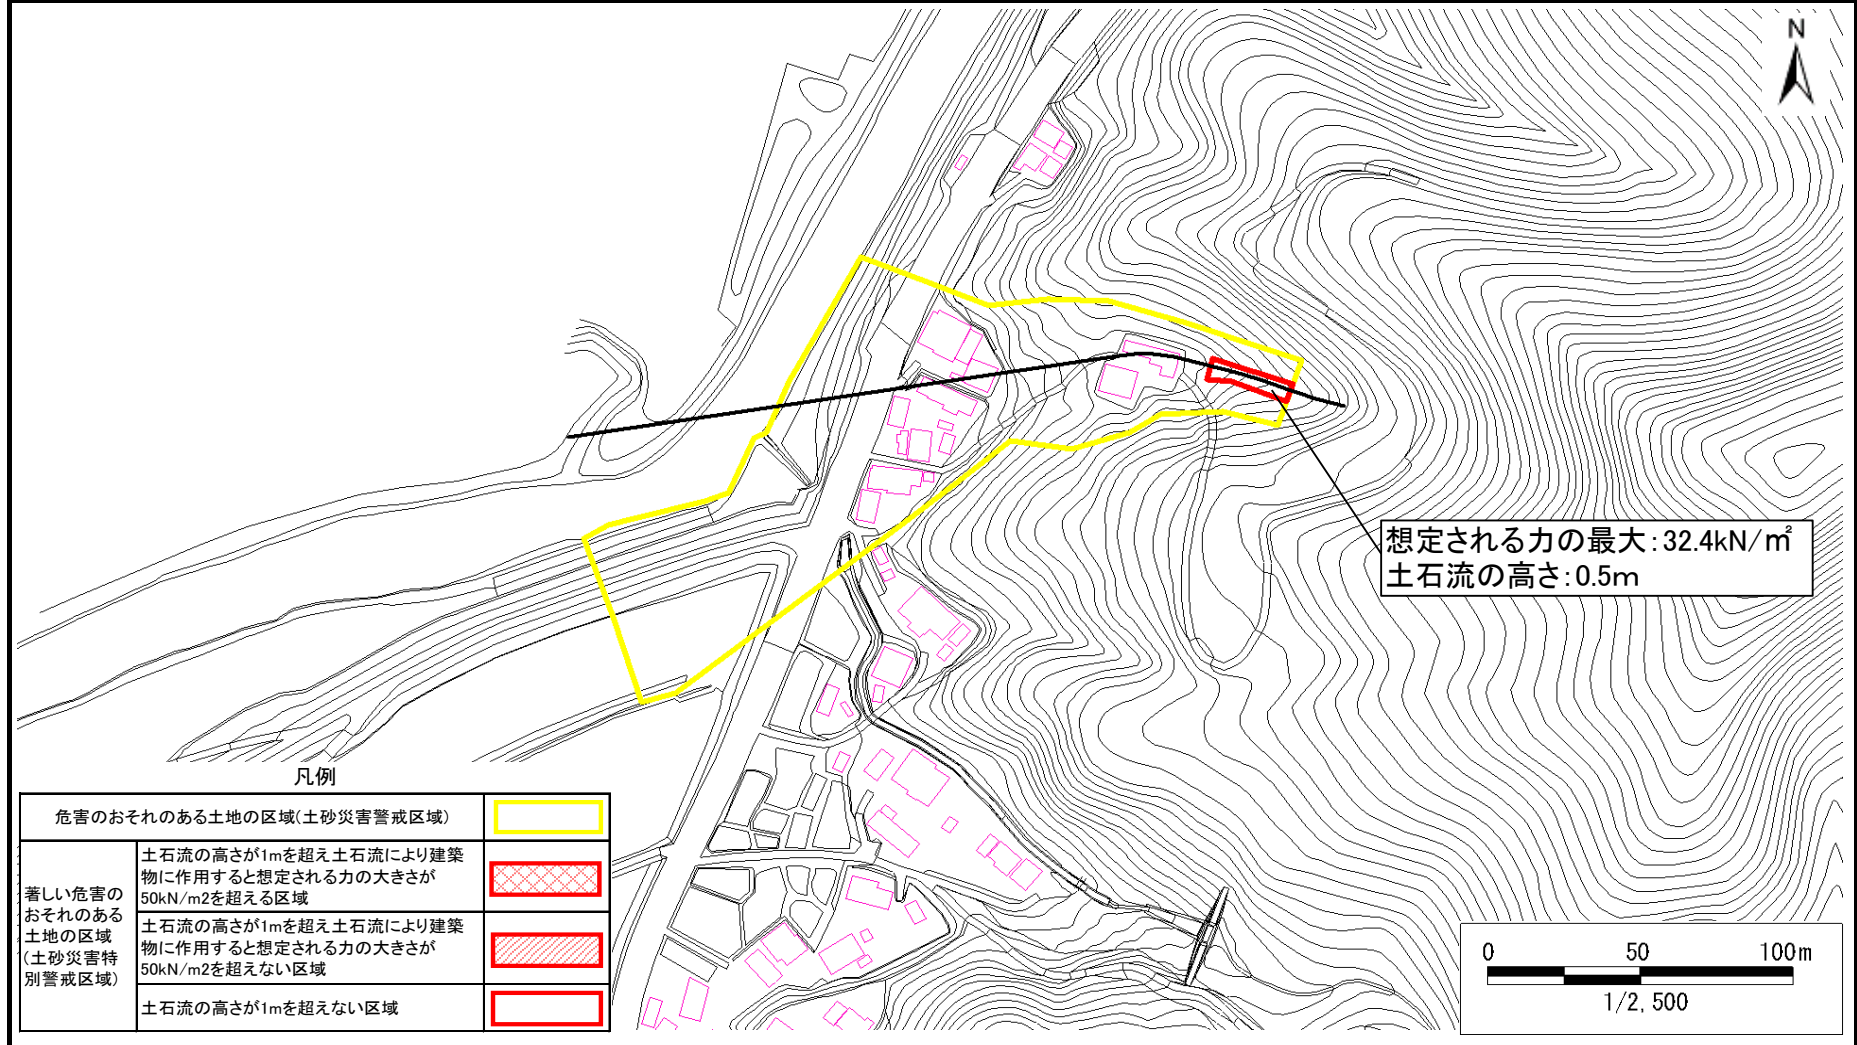 N
想定される力の最大:32.4kN/㎡
土石流の高さ:0.5m
凡例
危害のおそれのある土地の区域(土砂災害警戒区域)
著しい危害の
おそれのある
土地の区域
(土砂災害特
別警戒区域)
土石流の高さが1mを超え土石流により建築
物に作用すると想定される力の大きさが
50kN/m2を超える区域
土石流の高さが1mを超え土石流により建築
物に作用すると想定される力の大きさが
50kN/m2を超えない区域
土石流の高さが1mを超えない区域
0 50 100m
1/2,500